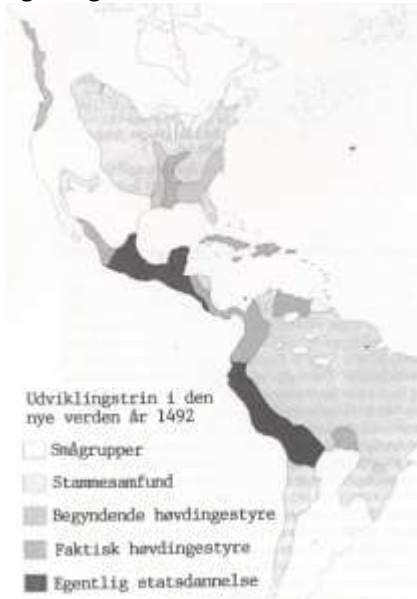 Udviklingstrin i den
nye verden år 1492
Smågrupper
Stammesamfund
Begyndende høvdingestyre
Faktisk høvdingestyre
Egentlig statsdannelse